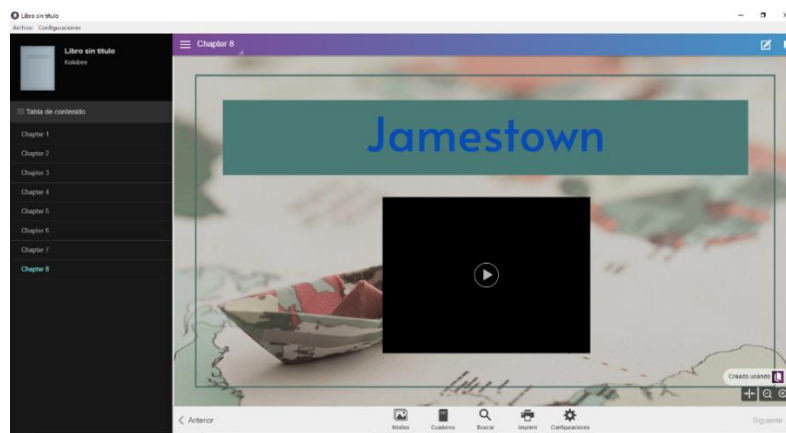 Libro sin título
Archivo Configuraciones
Libro sin título
Kotobee
Tabla de contenido
Chapter 1
Chapter 2
Chapter 3
Chapter 4
Chapter 5
Chapter 6
Chapter 7
Chapter 8
Chapter 8
Jamestown
Creado usando
Anterior
Medios Cuaderno Buscar Imprimir Configuraciones
Siguiente